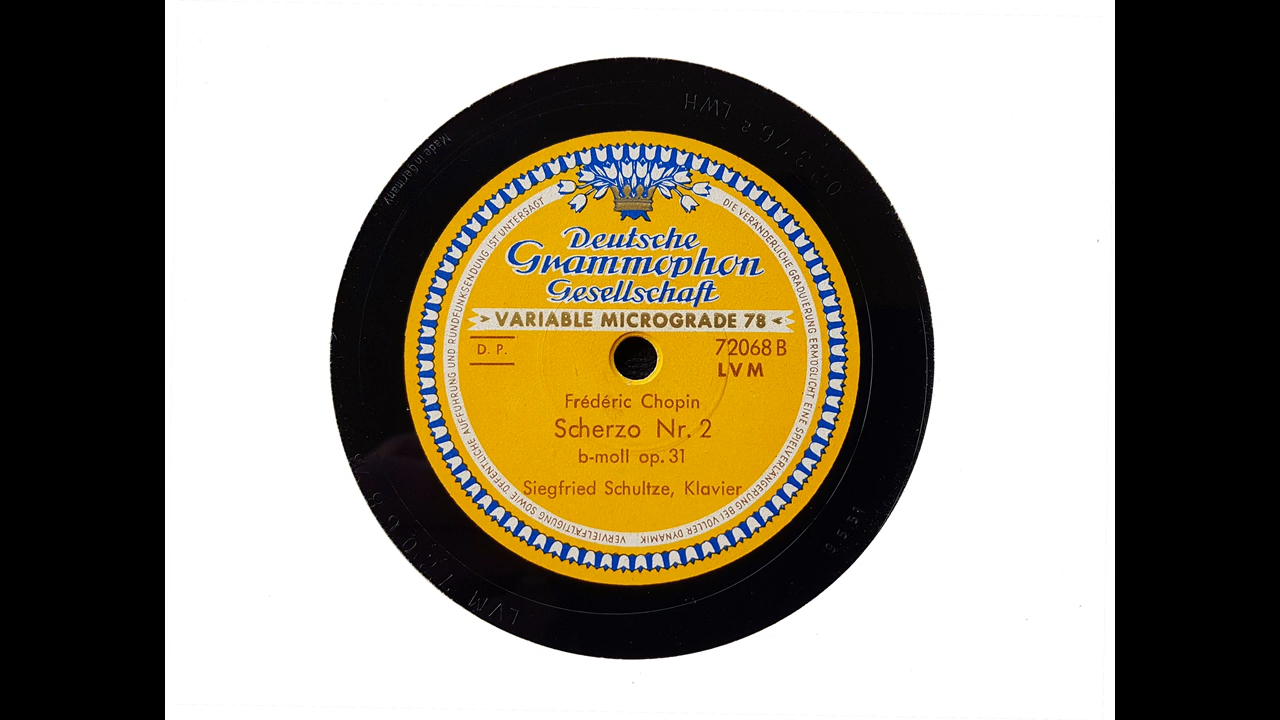 Deutsche
Grammophon
Gesellschaft
> VARIABLE MICROGRADE 78 <
D. P.
72068 B
LVM
Frédéric Chopin
Scherzo Nr. 2
b-moll op. 31
Siegfried Schultze, Klavier
DIE VERÄNDERLICHE GRADUIERUNG ERMÖGLICHT EINE SPIELVERLÄNGERUNG BEI VOLLER DYNAMIK
VERVIELFÄLTIGUNG SOWIE ÖFFENTLICHE AUFFÜHRUNG UND RUNDFUNKSENDUNG IST UNTERSAGT
Made in Germany
LWH
LVM